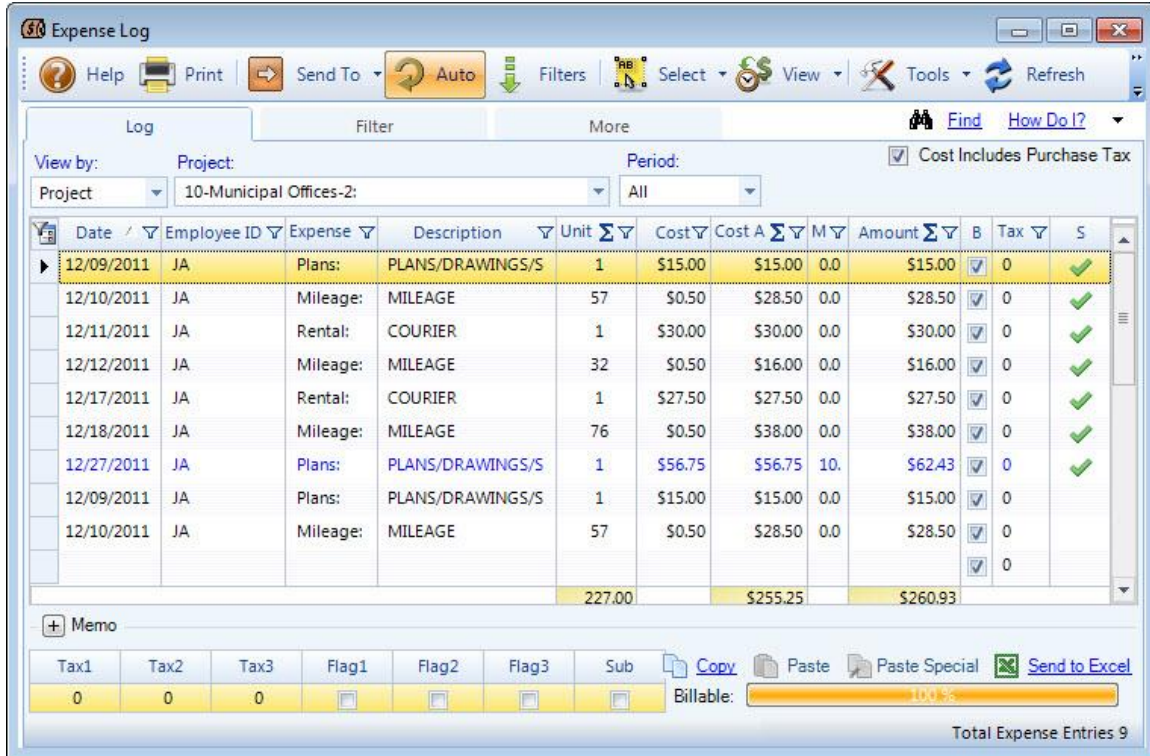 Expense Log
Help Print Send To Auto Filters Select View Tools Refresh
Log Filter More Find How Do I?
View by: Project: Period: Cost Includes Purchase Tax
Project 10-Municipal Offices-2: All
Date Employee ID Expense Description Unit Σ Cost Cost A Σ M Amount Σ B Tax S
12/09/2011 JA Plans: PLANS/DRAWINGS/S 1 $15.00 $15.00 0.0 $15.00 0
12/10/2011 JA Mileage: MILEAGE 57 $0.50 $28.50 0.0 $28.50 0
12/11/2011 JA Rental: COURIER 1 $30.00 $30.00 0.0 $30.00 0
12/12/2011 JA Mileage: MILEAGE 32 $0.50 $16.00 0.0 $16.00 0
12/17/2011 JA Rental: COURIER 1 $27.50 $27.50 0.0 $27.50 0
12/18/2011 JA Mileage: MILEAGE 76 $0.50 $38.00 0.0 $38.00 0
12/27/2011 JA Plans: PLANS/DRAWINGS/S 1 $56.75 $56.75 10. $62.43 0
12/09/2011 JA Plans: PLANS/DRAWINGS/S 1 $15.00 $15.00 0.0 $15.00 0
12/10/2011 JA Mileage: MILEAGE 57 $0.50 $28.50 0.0 $28.50 0
0
227.00 $255.25 $260.93
Memo
Tax1 Tax2 Tax3 Flag1 Flag2 Flag3 Sub Copy Paste Paste Special Send to Excel
0 0 0 Billable: 100 %
Total Expense Entries 9